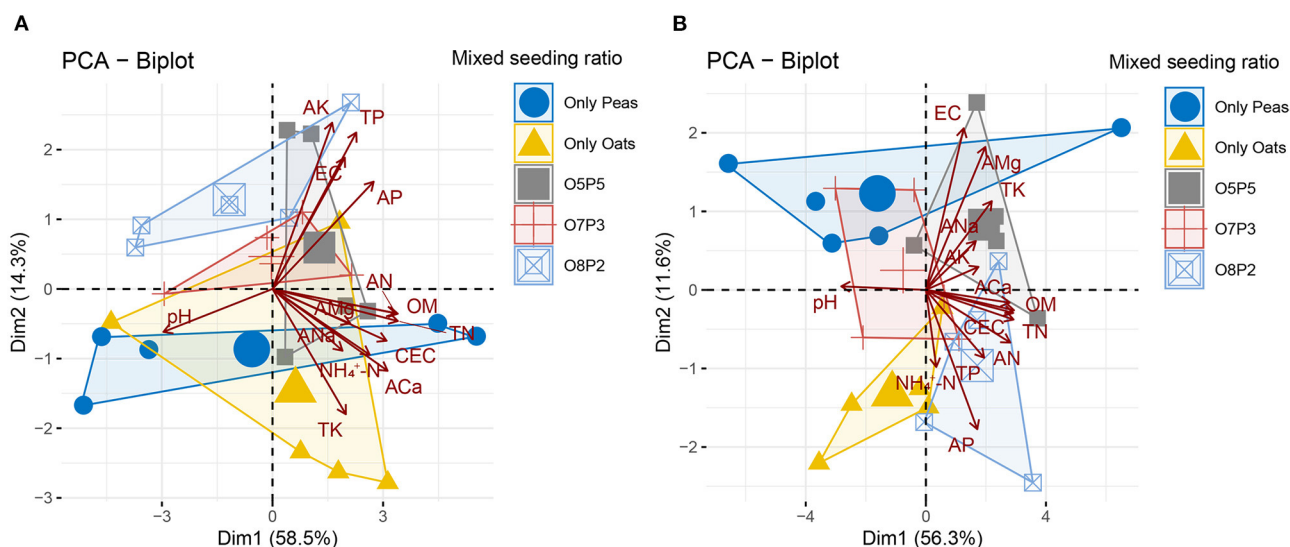 A
PCA − Biplot
Mixed seeding ratio
Only Peas
Only Oats
O5P5
O7P3
O8P2
AK
TP
EC
AP
AN
OM
AMg
TN
ANa
CEC
NH₄⁺-N
ACa
TK
pH
2
1
0
−1
−2
−3
−3
0
3
Dim2 (14.3%)
Dim1 (58.5%)
B
PCA − Biplot
Mixed seeding ratio
Only Peas
Only Oats
O5P5
O7P3
O8P2
EC
AMg
TK
ANa
AK
ACa
pH
OM
CEC
TN
AN
TP
NH₄⁺-N
AP
2
1
0
−1
−2
−4
0
4
Dim2 (11.6%)
Dim1 (56.3%)